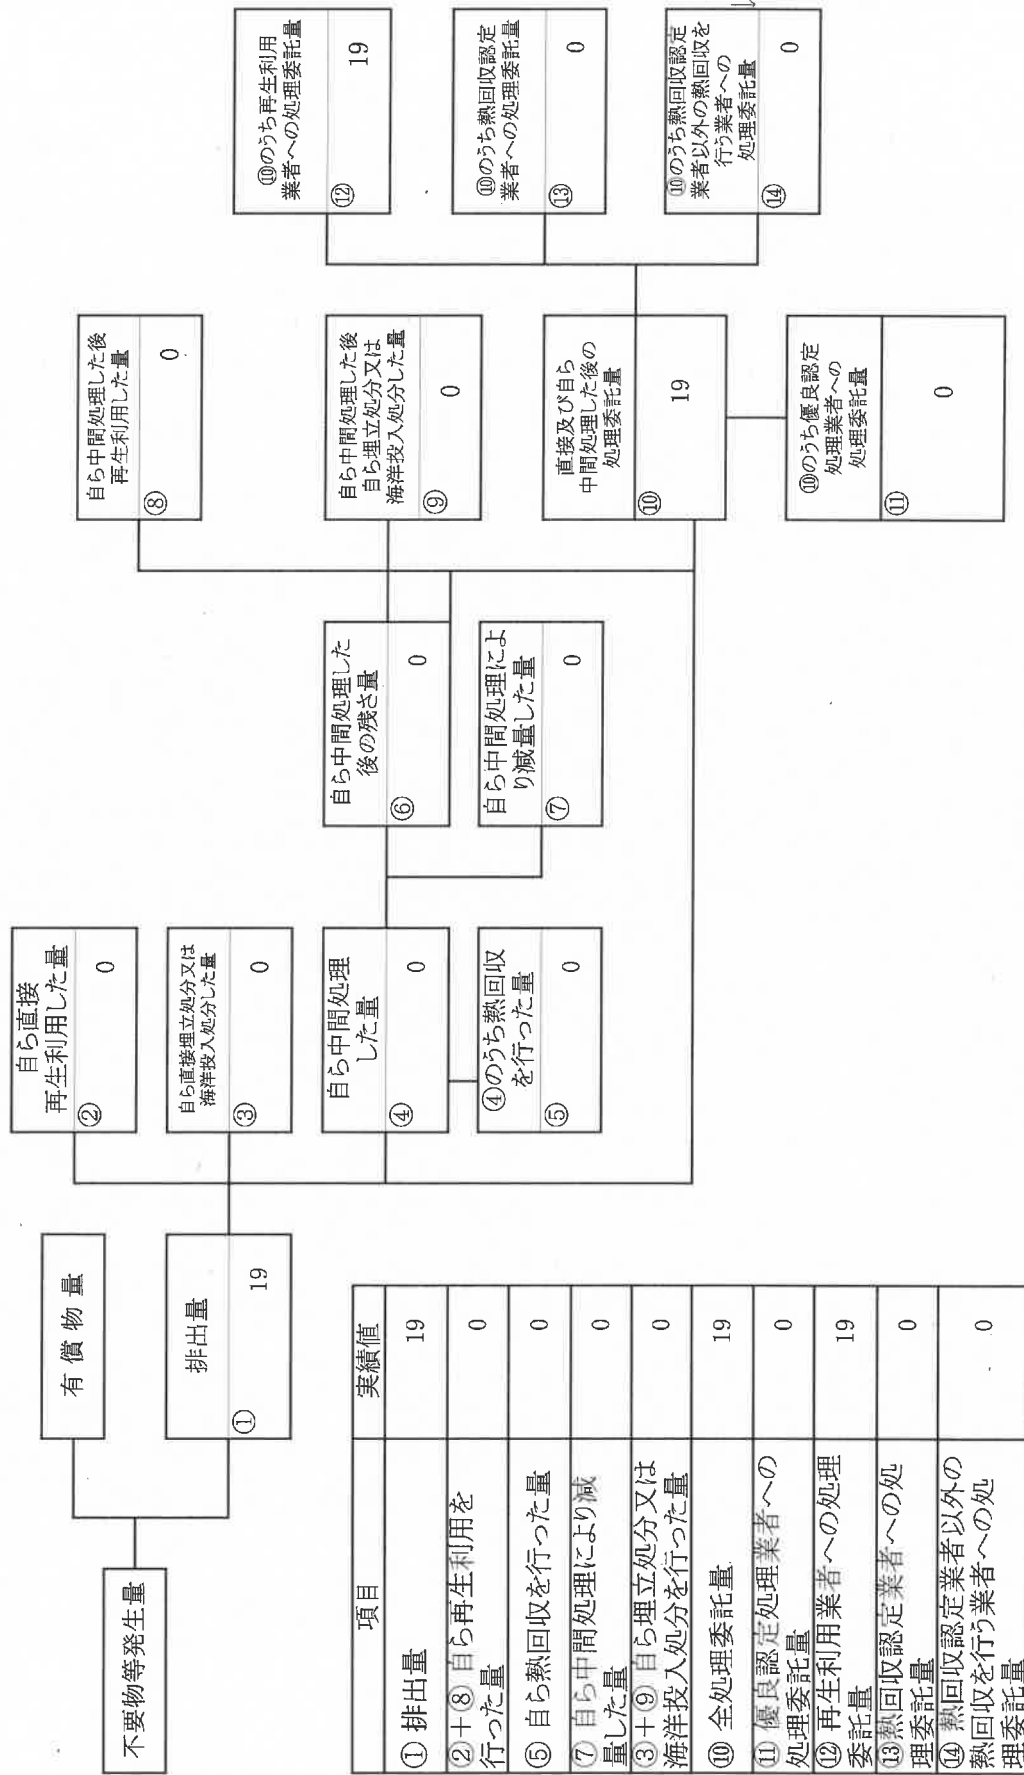 不要物等発生量
有償物量
排出量
①
19
自ら直接
再生利用した量
②
0
自ら直接埋立処分又は
海洋投入処分した量
③
0
自ら中間処理
した量
④
0
④のうち熱回収
を行った量
⑤
0
自ら中間処理した
後の残さ量
⑥
0
自ら中間処理によ
り減量した量
⑦
0
自ら中間処理した後
再生利用した量
⑧
0
自ら中間処理した後
自ら埋立処分又は
海洋投入処分した量
⑨
0
直接及び自ら
中間処理した後の
処理委託量
⑩
19
⑩のうち優良認定
処理業者への
処理委託量
⑪
0
⑩のうち再生利用
業者への処理委託量
⑫
19
⑩のうち熱回収認定
業者への処理委託量
⑬
0
⑩のうち熱回収認定
業者以外の熱回収を
行う業者への
処理委託量
⑭
0
項目 実績値
①排出量 19
②+⑧自ら再生利用を
行った量 0
⑤自ら熱回収を行った量 0
⑦自ら中間処理により減
量した量 0
③+⑨自ら埋立処分又は
海洋投入処分を行った量 0
⑩全処理委託量 19
⑪優良認定処理業者への
処理委託量 0
⑫再生利用業者への処理
委託量 19
⑬熱回収認定業者への処
理委託量 0
⑭熱回収認定業者以外の
熱回収を行う業者への処
理委託量 0